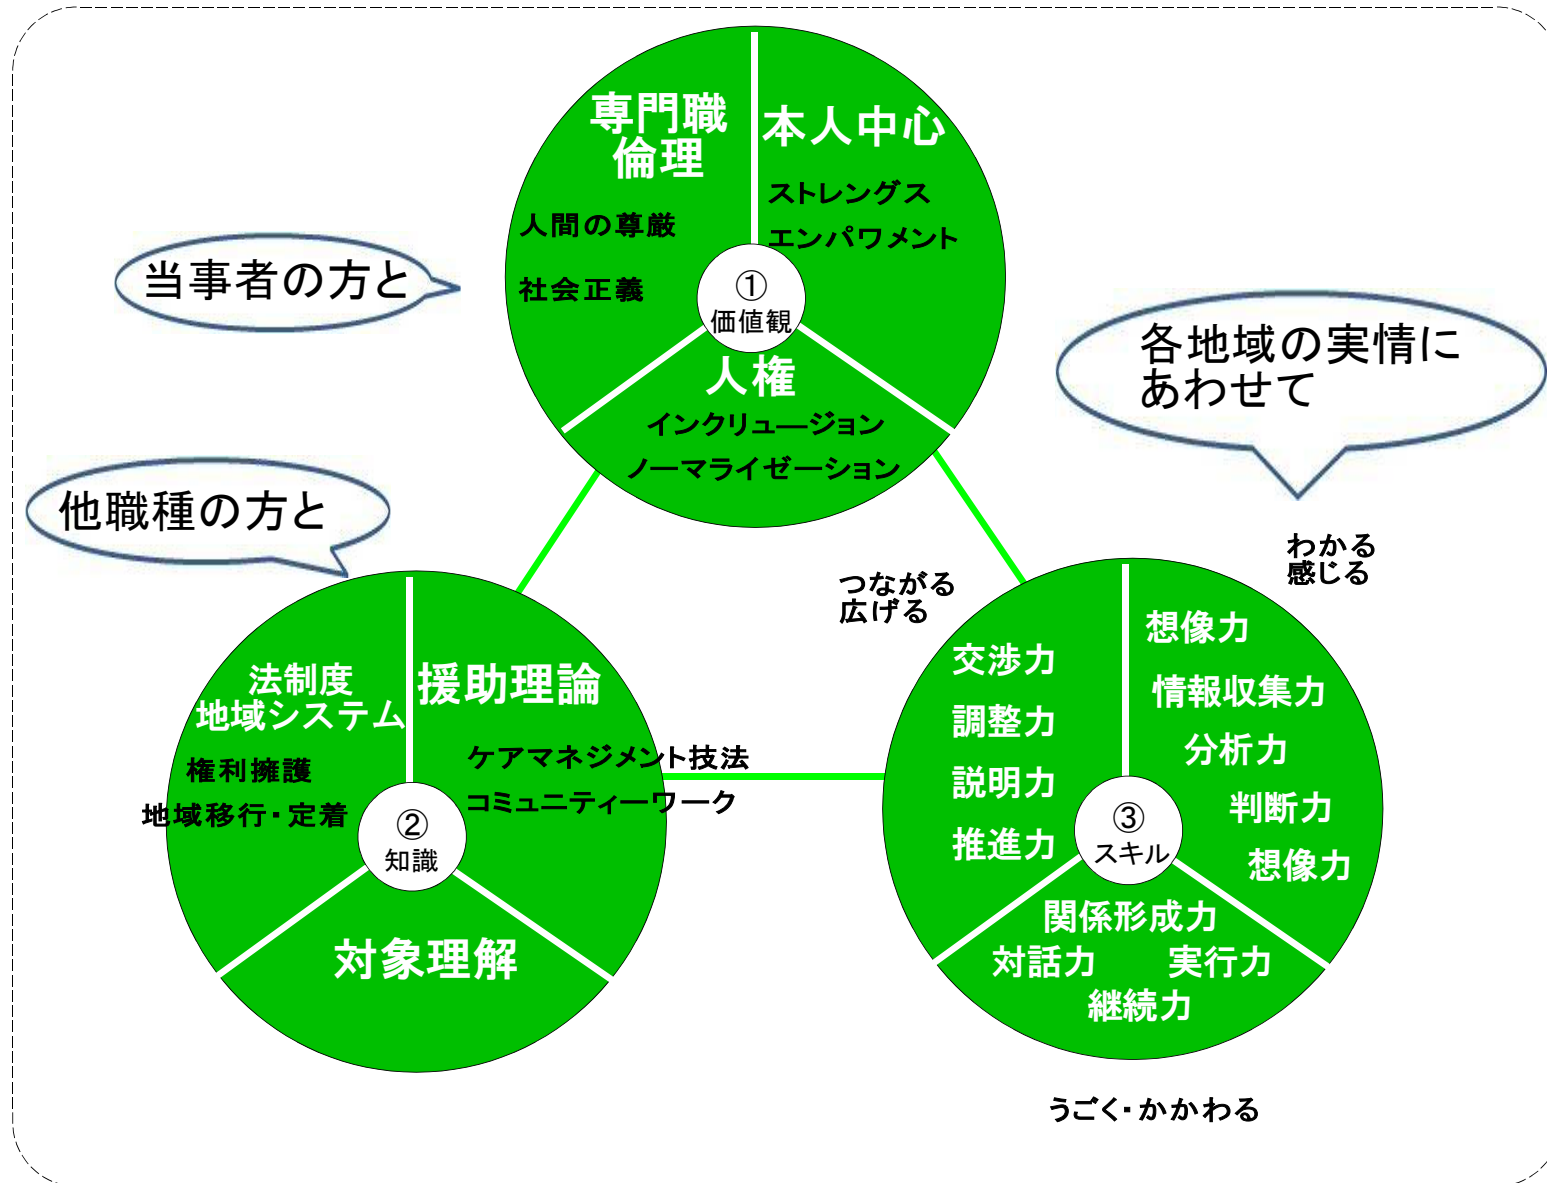 専門職
倫理
人間の尊厳
社会正義
本人中心
ストレングス
エンパワメント
①
価値観
人権
インクリュ―ジョン
ノーマライゼーション
当事者の方と
他職種の方と
各地域の実情に
あわせて
法制度
地域システム
権利擁護
地域移行・定着
援助理論
ケアマネジメント技法
コミュニティーワーク
②
知識
対象理解
つながる
広げる
わかる
感じる
交渉力
調整力
説明力
推進力
想像力
情報収集力
分析力
判断力
想像力
③
スキル
関係形成力
対話力 実行力
継続力
うごく・かかわる